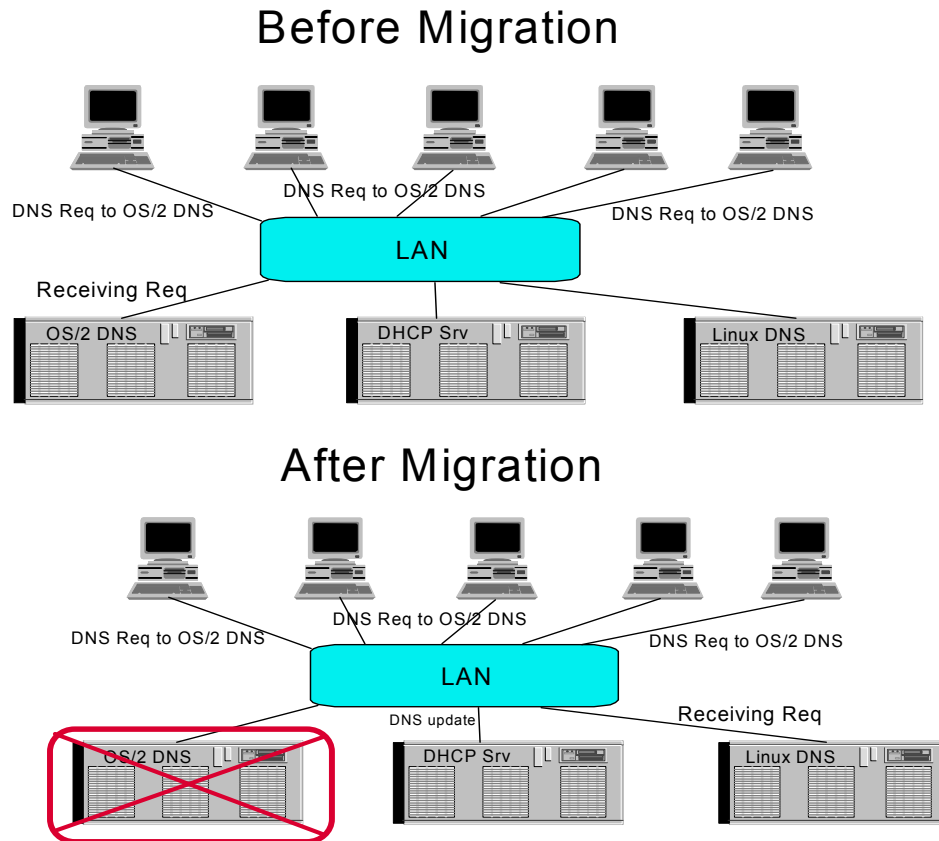 Before Migration
DNS Req to OS/2 DNS
DNS Req to OS/2 DNS
DNS Req to OS/2 DNS
LAN
Receiving Req
OS/2 DNS
DHCP Srv
Linux DNS
After Migration
DNS Req to OS/2 DNS
DNS Req to OS/2 DNS
DNS Req to OS/2 DNS
LAN
DNS update
Receiving Req
OS/2 DNS
DHCP Srv
Linux DNS